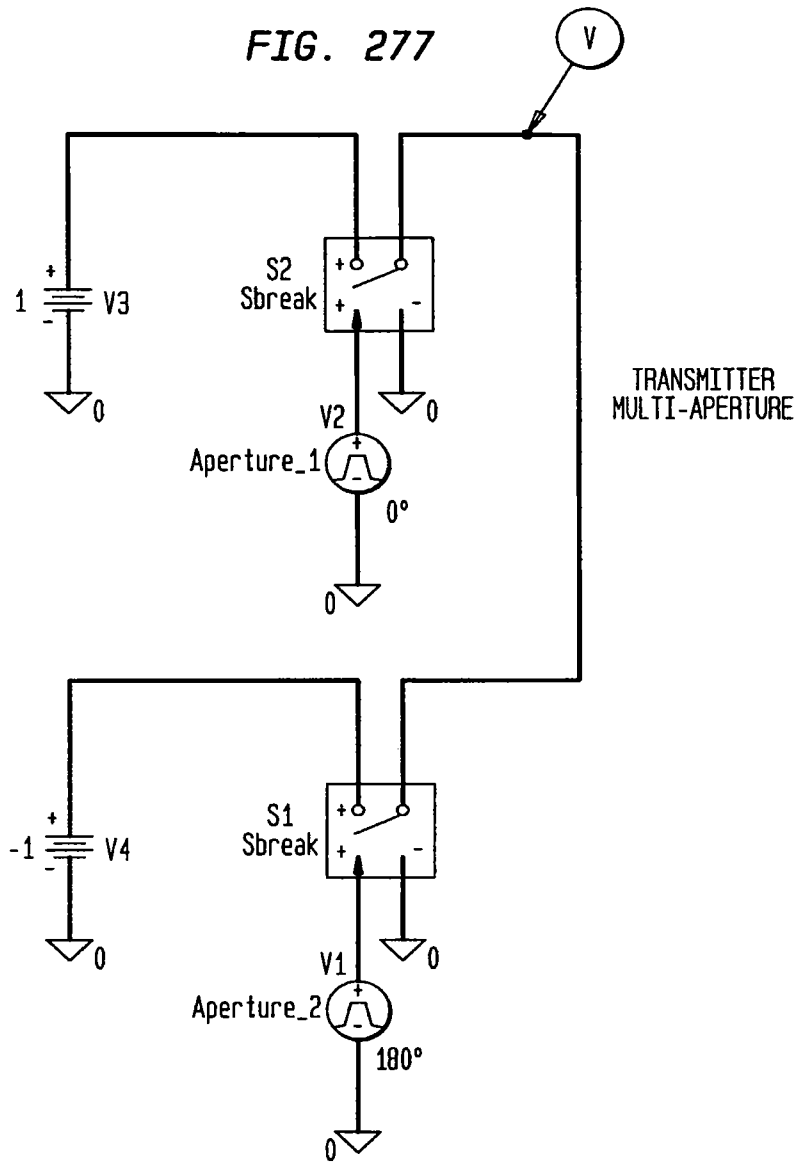 FIG. 277
V
+
1
V3
-
S2
Sbreak
+
+
-
0
0
V2
+
Aperture_1
-
0°
0
TRANSMITTER
MULTI-APERTURE
+
-1
V4
-
S1
Sbreak
+
+
-
0
0
V1
+
Aperture_2
-
180°
0